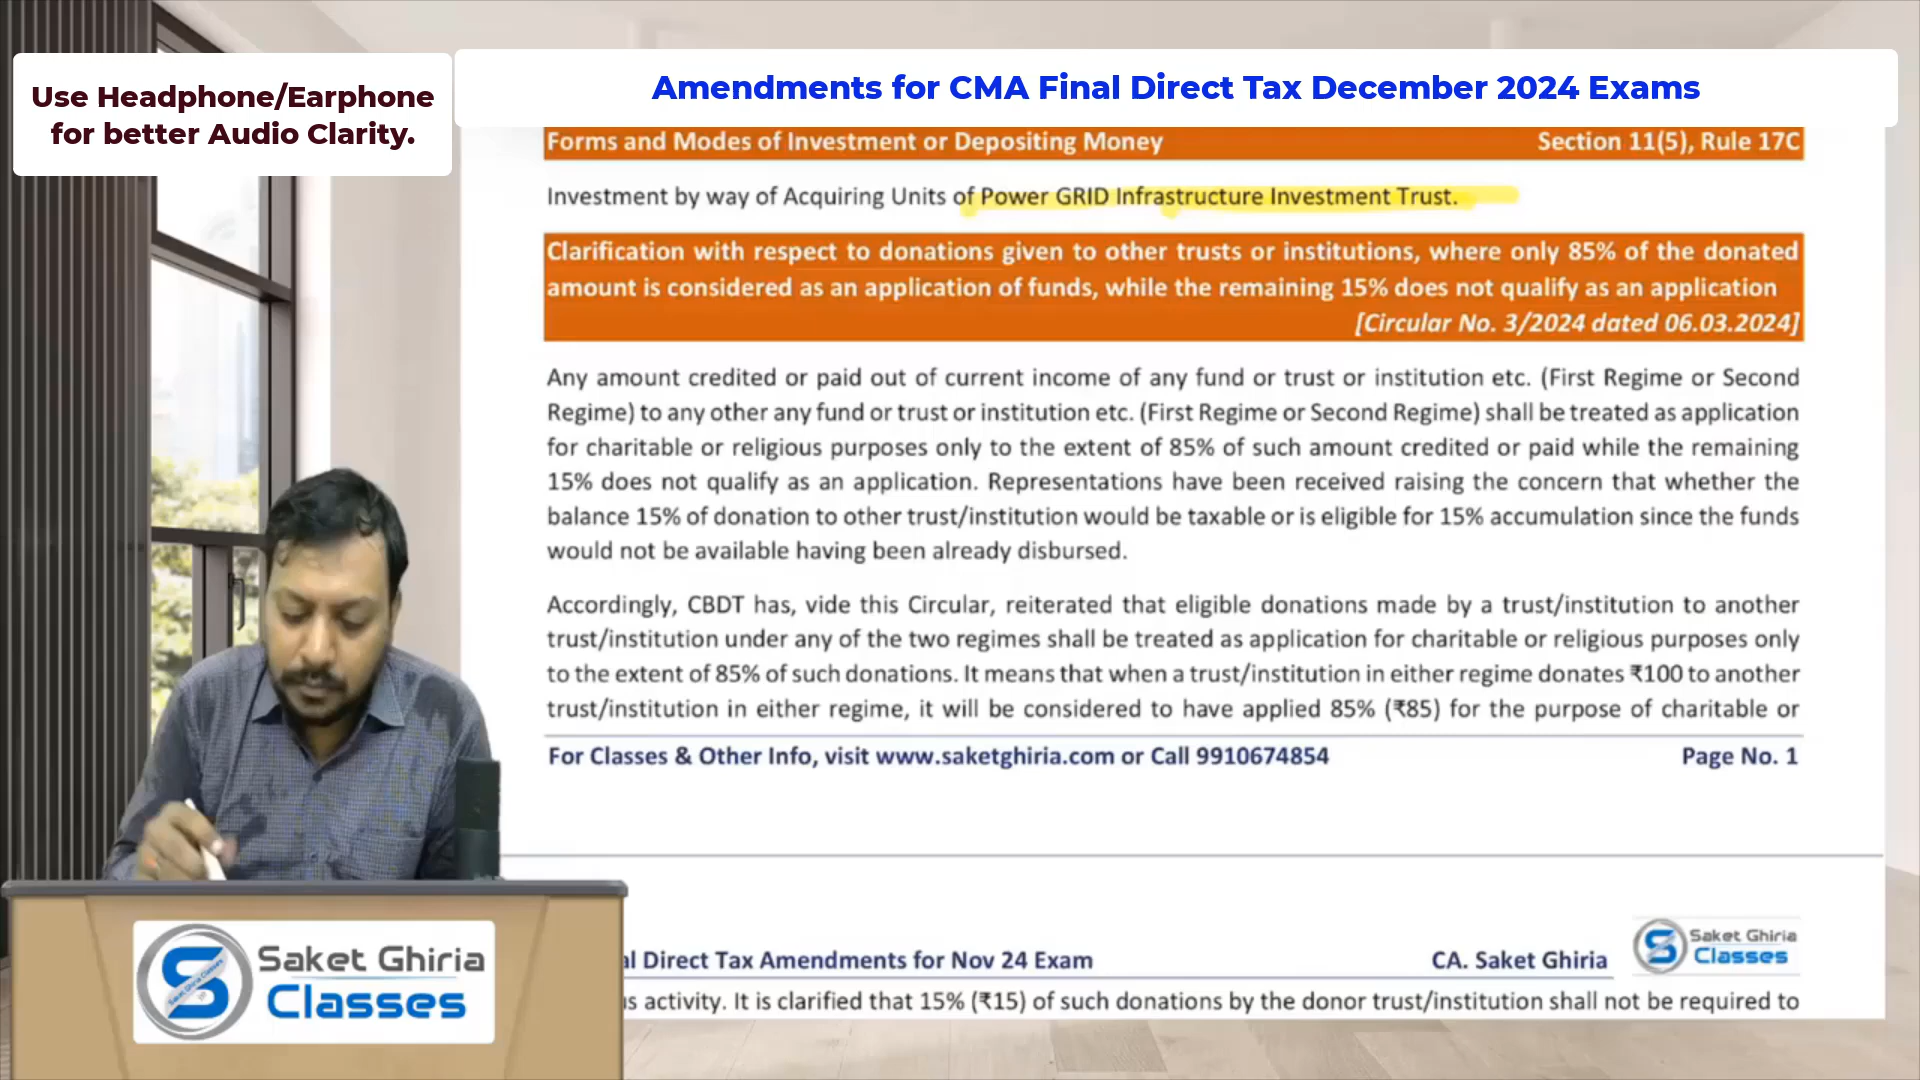 Use Headphone/Earphone
for better Audio Clarity.
Amendments for CMA Final Direct Tax December 2024 Exams
Forms and Modes of Investment or Depositing Money Section 11(5), Rule 17C
Investment by way of Acquiring Units of Power GRID Infrastructure Investment Trust.
Clarification with respect to donations given to other trusts or institutions, where only 85% of the donated
amount is considered as an application of funds, while the remaining 15% does not qualify as an application
[Circular No. 3/2024 dated 06.03.2024]
Any amount credited or paid out of current income of any fund or trust or institution etc. (First Regime or Second
Regime) to any other any fund or trust or institution etc. (First Regime or Second Regime) shall be treated as application
for charitable or religious purposes only to the extent of 85% of such amount credited or paid while the remaining
15% does not qualify as an application. Representations have been received raising the concern that whether the
balance 15% of donation to other trust/institution would be taxable or is eligible for 15% accumulation since the funds
would not be available having been already disbursed.
Accordingly, CBDT has, vide this Circular, reiterated that eligible donations made by a trust/institution to another
trust/institution under any of the two regimes shall be treated as application for charitable or religious purposes only
to the extent of 85% of such donations. It means that when a trust/institution in either regime donates ₹100 to another
trust/institution in either regime, it will be considered to have applied 85% (₹85) for the purpose of charitable or
For Classes & Other Info, visit www.saketghiria.com or Call 9910674854 Page No. 1
al Direct Tax Amendments for Nov 24 Exam CA. Saket Ghiria
Saket Ghiria
Classes
s activity. It is clarified that 15% (₹15) of such donations by the donor trust/institution shall not be required to
Saket Ghiria
Classes